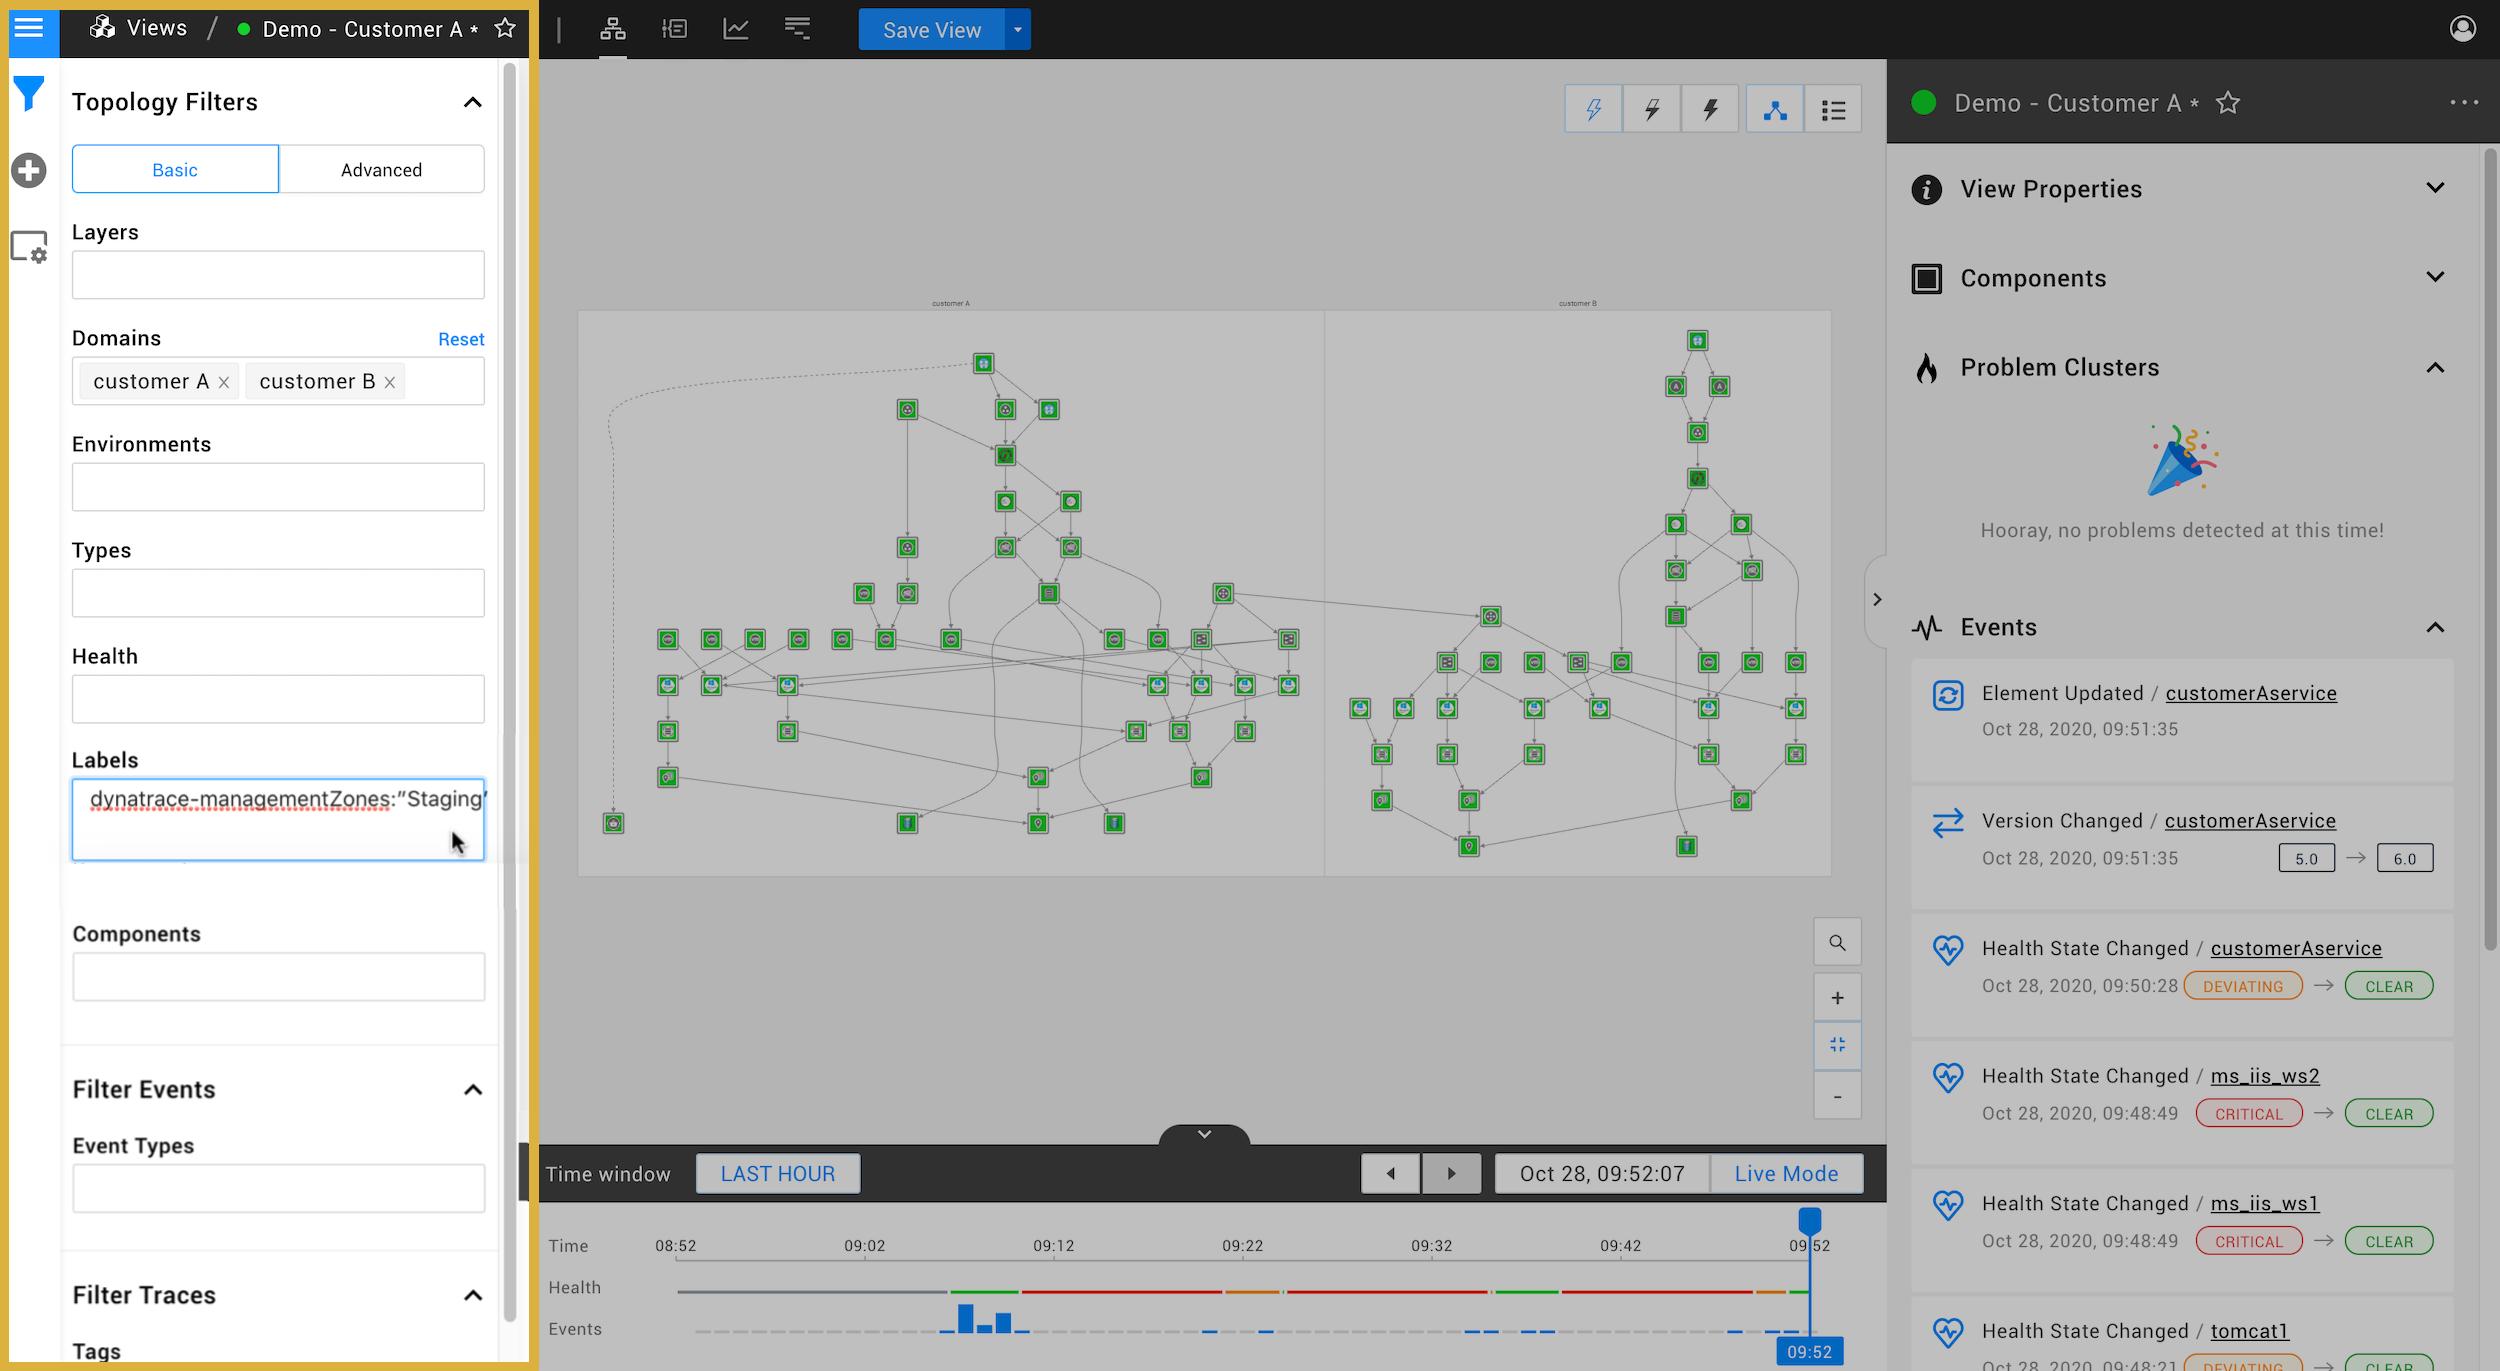 Views / Demo - Customer A *
Save View
Topology Filters
Basic
Advanced
Layers
Domains
Reset
customer A ×
customer B ×
Environments
Types
Health
Labels
dynatrace-managementZones:"Staging"
Components
Filter Events
Event Types
Filter Traces
Tags
customer A
customer B
+
-
Time window
LAST HOUR
Oct 28, 09:52:07
Live Mode
Time
08:52
09:02
09:12
09:22
09:32
09:42
09:52
Health
Events
09:52
Demo - Customer A *
View Properties
Components
Problem Clusters
Hooray, no problems detected at this time!
Events
Element Updated / customerAservice
Oct 28, 2020, 09:51:35
Version Changed / customerAservice
Oct 28, 2020, 09:51:35 5.0 → 6.0
Health State Changed / customerAservice
Oct 28, 2020, 09:50:28 DEVIATING → CLEAR
Health State Changed / ms_iis_ws2
Oct 28, 2020, 09:48:49 CRITICAL → CLEAR
Health State Changed / ms_iis_ws1
Oct 28, 2020, 09:48:49 CRITICAL → CLEAR
Health State Changed / tomcat1
Oct 28, 2020, 09:48:21 DEVIATING → CLEAR